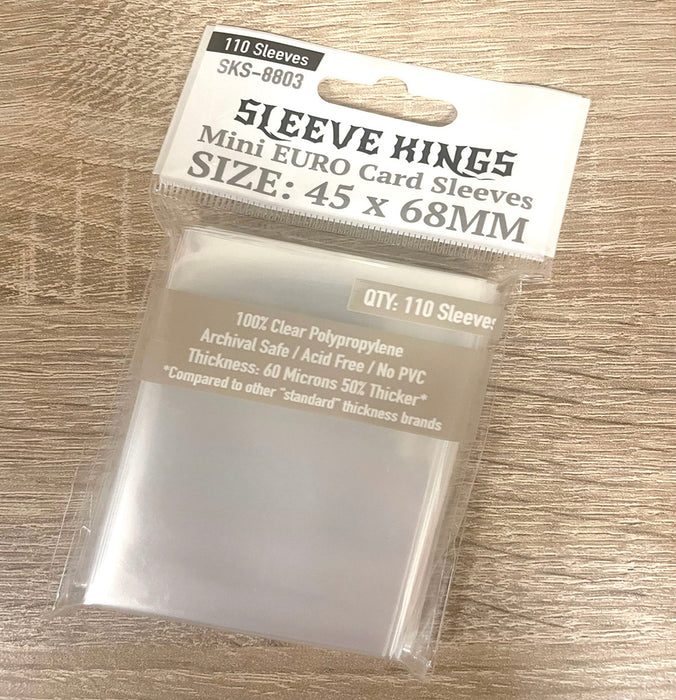 110 Sleeves
SKS-8803
SLEEVE KINGS
Mini EURO Card Sleeves
SIZE: 45 x 68MM
QTY: 110 Sleeves
100% Clear Polypropylene
Archival Safe / Acid Free / No PVC
Thickness: 60 Microns 50% Thicker*
*Compared to other "standard" thickness brands